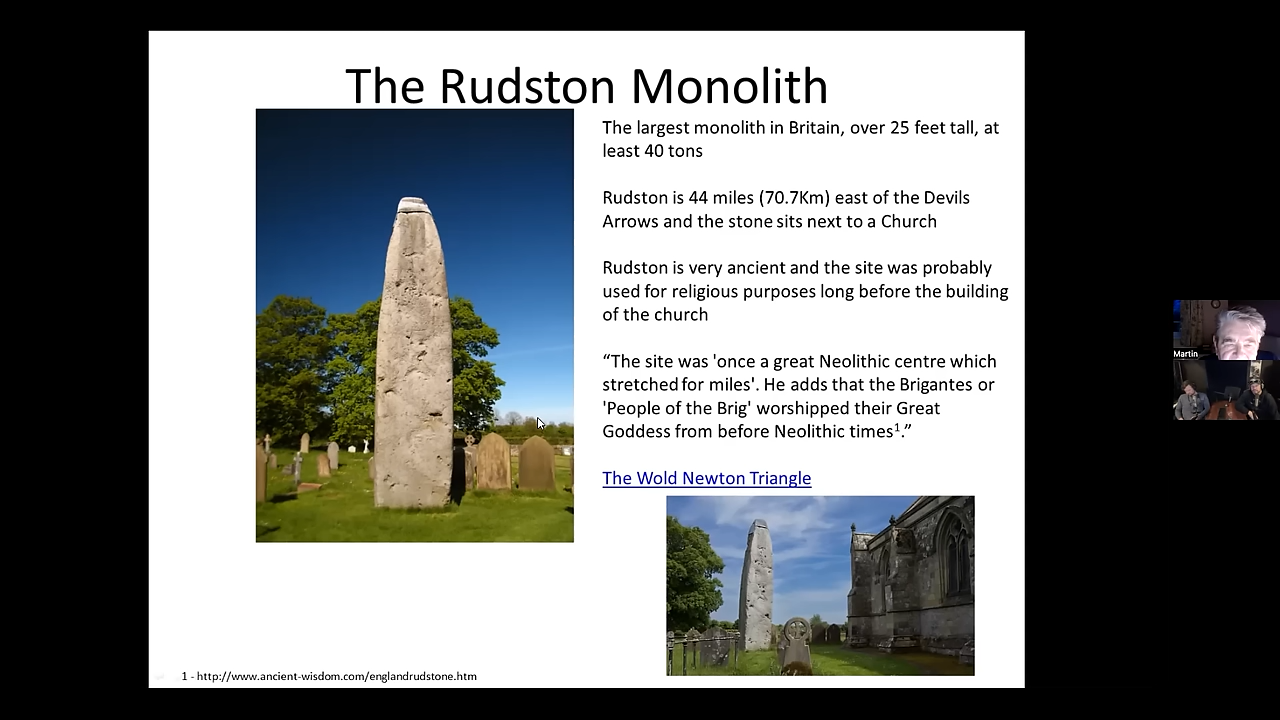 The Rudston Monolith
The largest monolith in Britain, over 25 feet tall, at
least 40 tons
Rudston is 44 miles (70.7Km) east of the Devils
Arrows and the stone sits next to a Church
Rudston is very ancient and the site was probably
used for religious purposes long before the building
of the church
“The site was 'once a great Neolithic centre which
stretched for miles'. He adds that the Brigantes or
'People of the Brig' worshipped their Great
Goddess from before Neolithic times¹.”
The Wold Newton Triangle
1 - http://www.ancient-wisdom.com/englandrudstone.htm
Martin